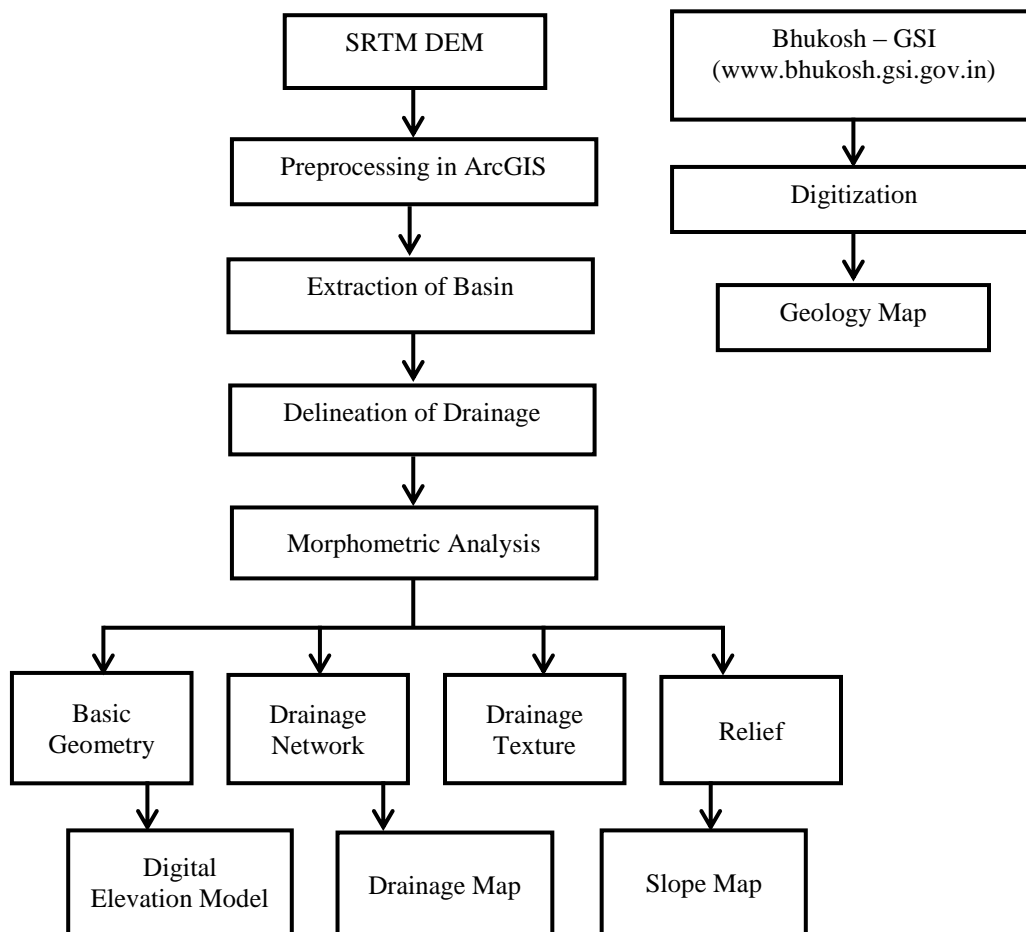 SRTM DEM
Bhukosh – GSI
(www.bhukosh.gsi.gov.in)
Preprocessing in ArcGIS
Digitization
Extraction of Basin
Geology Map
Delineation of Drainage
Morphometric Analysis
Basic
Geometry
Drainage
Network
Drainage
Texture
Relief
Digital
Elevation Model
Drainage Map
Slope Map